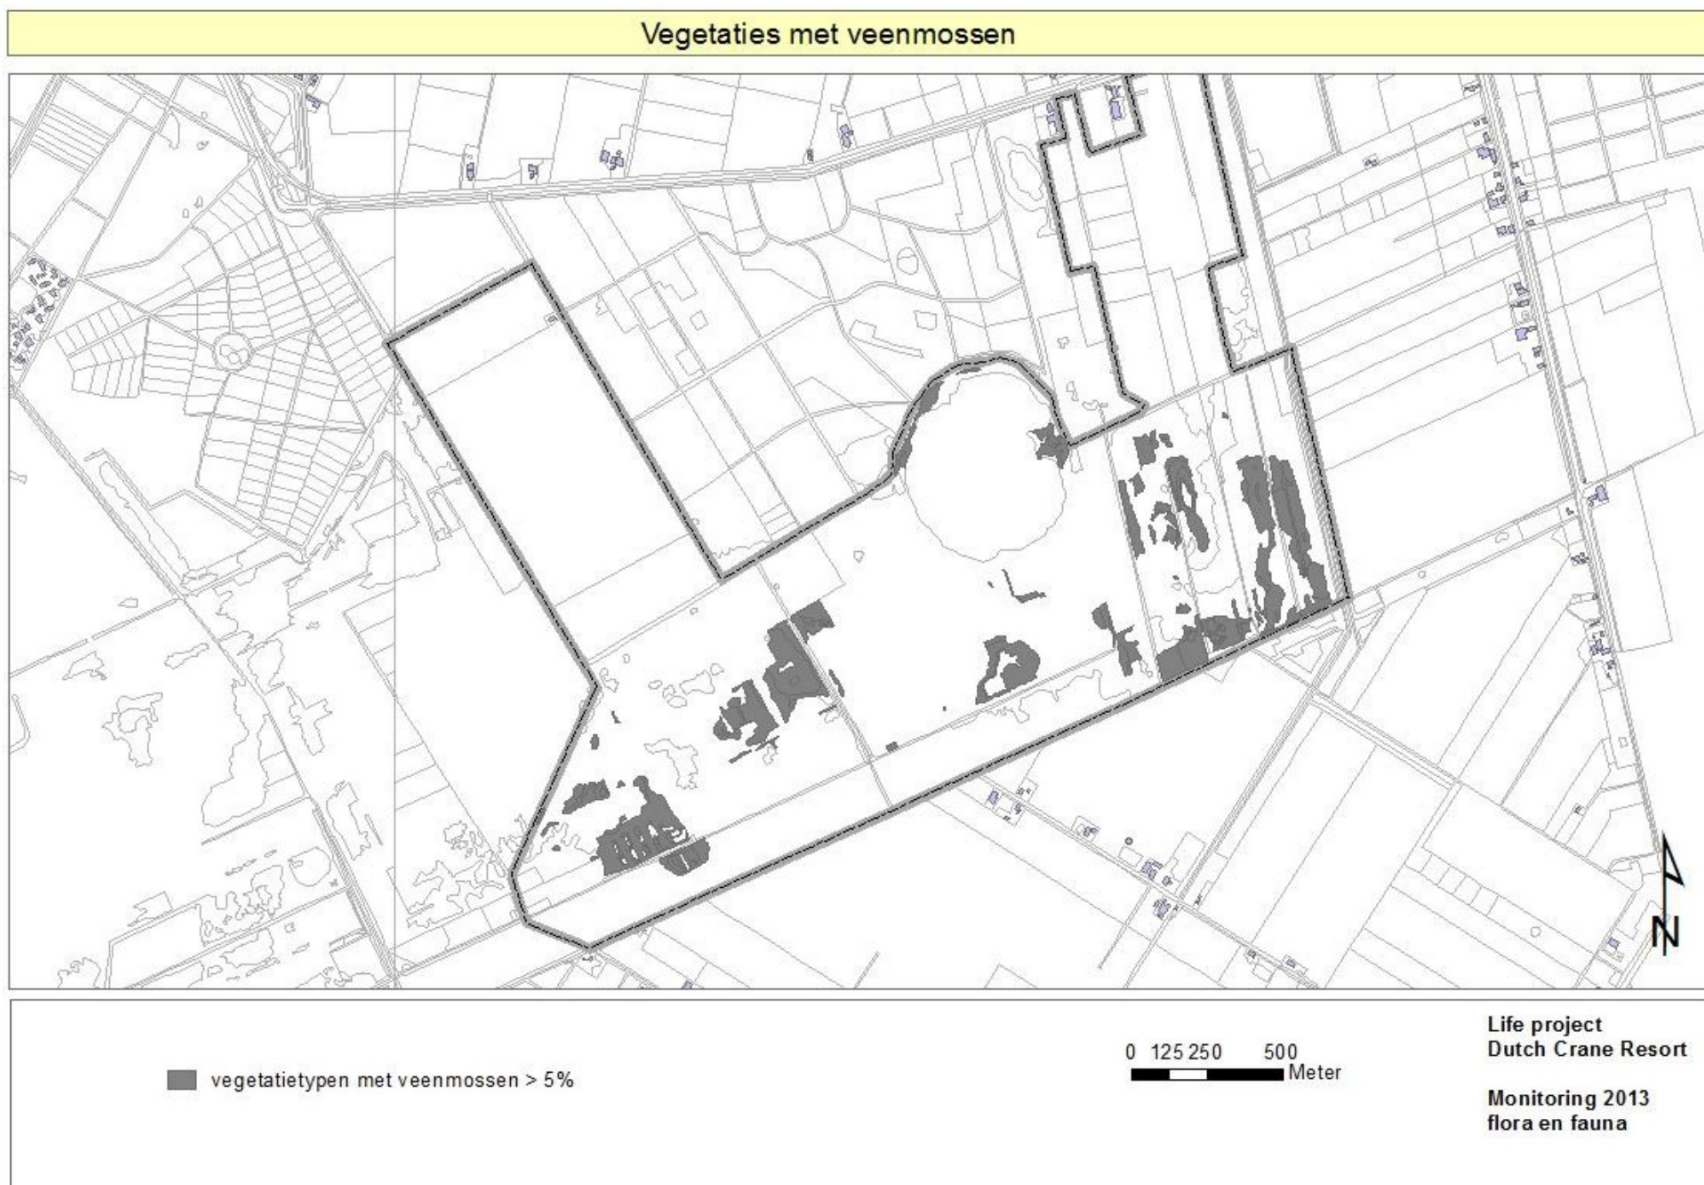 Vegetaties met veenmossen
N
vegetatietypen met veenmossen > 5%
0 125 250 500
Meter
Life project
Dutch Crane Resort
Monitoring 2013
flora en fauna